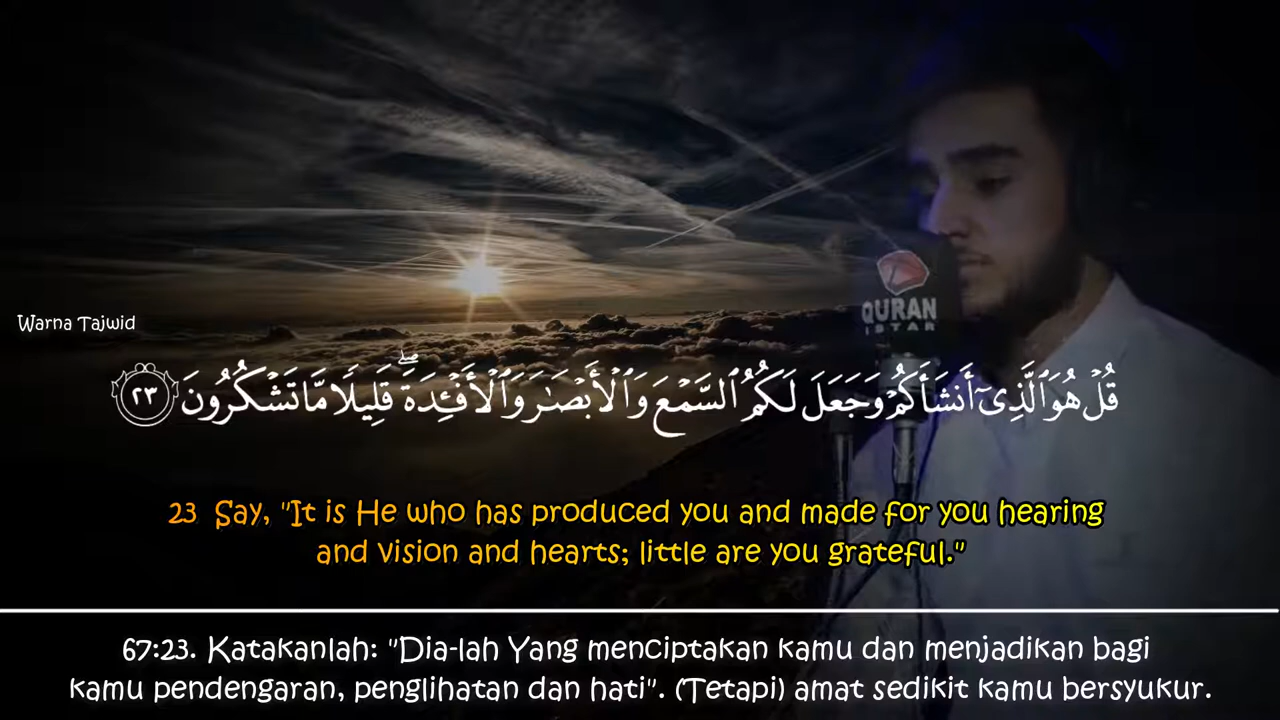 QURAN
ISTAR
Warna Tajwid
قُلۡ هُوَ ٱلَّذِيٓ أَنشَأَكُمۡ وَجَعَلَ لَكُمُ ٱلسَّمۡعَ وَٱلۡأَبۡصَٰرَ وَٱلۡأَفۡـِٔدَةَۖ قَلِيلٗا مَّا تَشۡكُرُونَ ٢٣
23 Say, "It is He who has produced you and made for you hearing
and vision and hearts; little are you grateful."
67:23. Katakanlah: "Dia-lah Yang menciptakan kamu dan menjadikan bagi
kamu pendengaran, penglihatan dan hati". (Tetapi) amat sedikit kamu bersyukur.